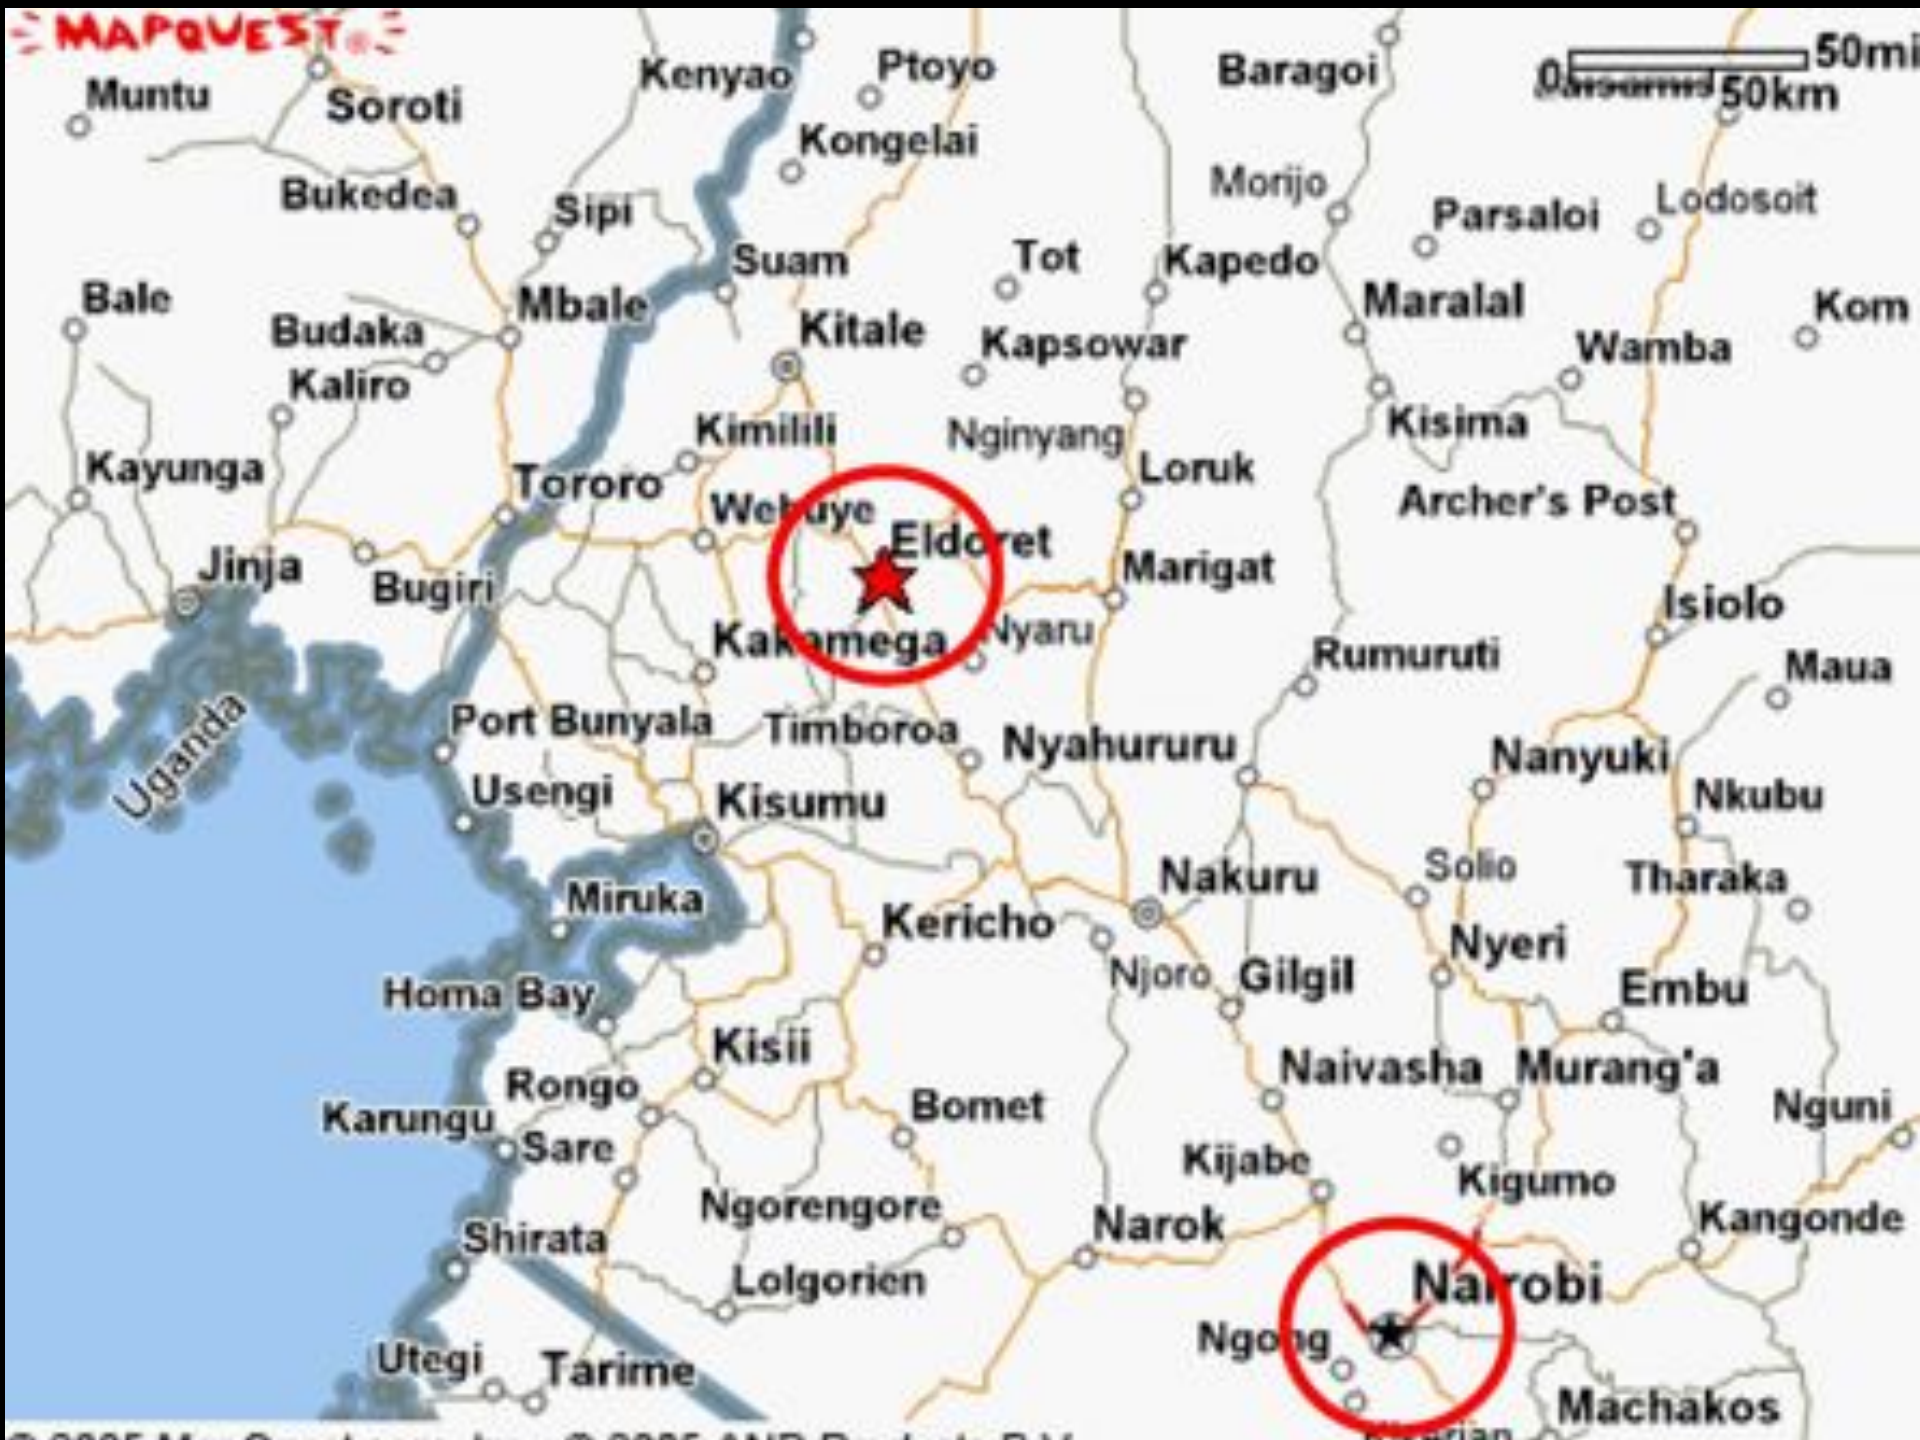 MAPQUEST®
50mi
0
50km
Kenyao
Ptoyo
Baragoi
Muntu
Soroti
Kongelai
Morijo
Bukedea
Sipi
Parsaloi
Lodosoit
Suam
Tot
Kapedo
Bale
Mbale
Maralal
Kom
Budaka
Kitale
Kapsowar
Wamba
Kaliro
Kimilili
Nginyang
Kisima
Kayunga
Tororo
Loruk
Webuye
Archer's Post
Eldoret
Jinja
Bugiri
Marigat
Isiolo
Kakamega
Nyaru
Rumuruti
Maua
Uganda
Port Bunyala
Timboroa
Nyahururu
Nanyuki
Usengi
Kisumu
Nkubu
Miruka
Nakuru
Solio
Tharaka
Kericho
Nyeri
Homa Bay
Njoro
Gilgil
Embu
Kisii
Rongo
Naivasha
Murang'a
Karungu
Bomet
Nguni
Sare
Kijabe
Kigumo
Ngorengore
Narok
Kangonde
Shirata
Lolgorien
Nairobi
Ngong
Utegi
Tarime
Machakos